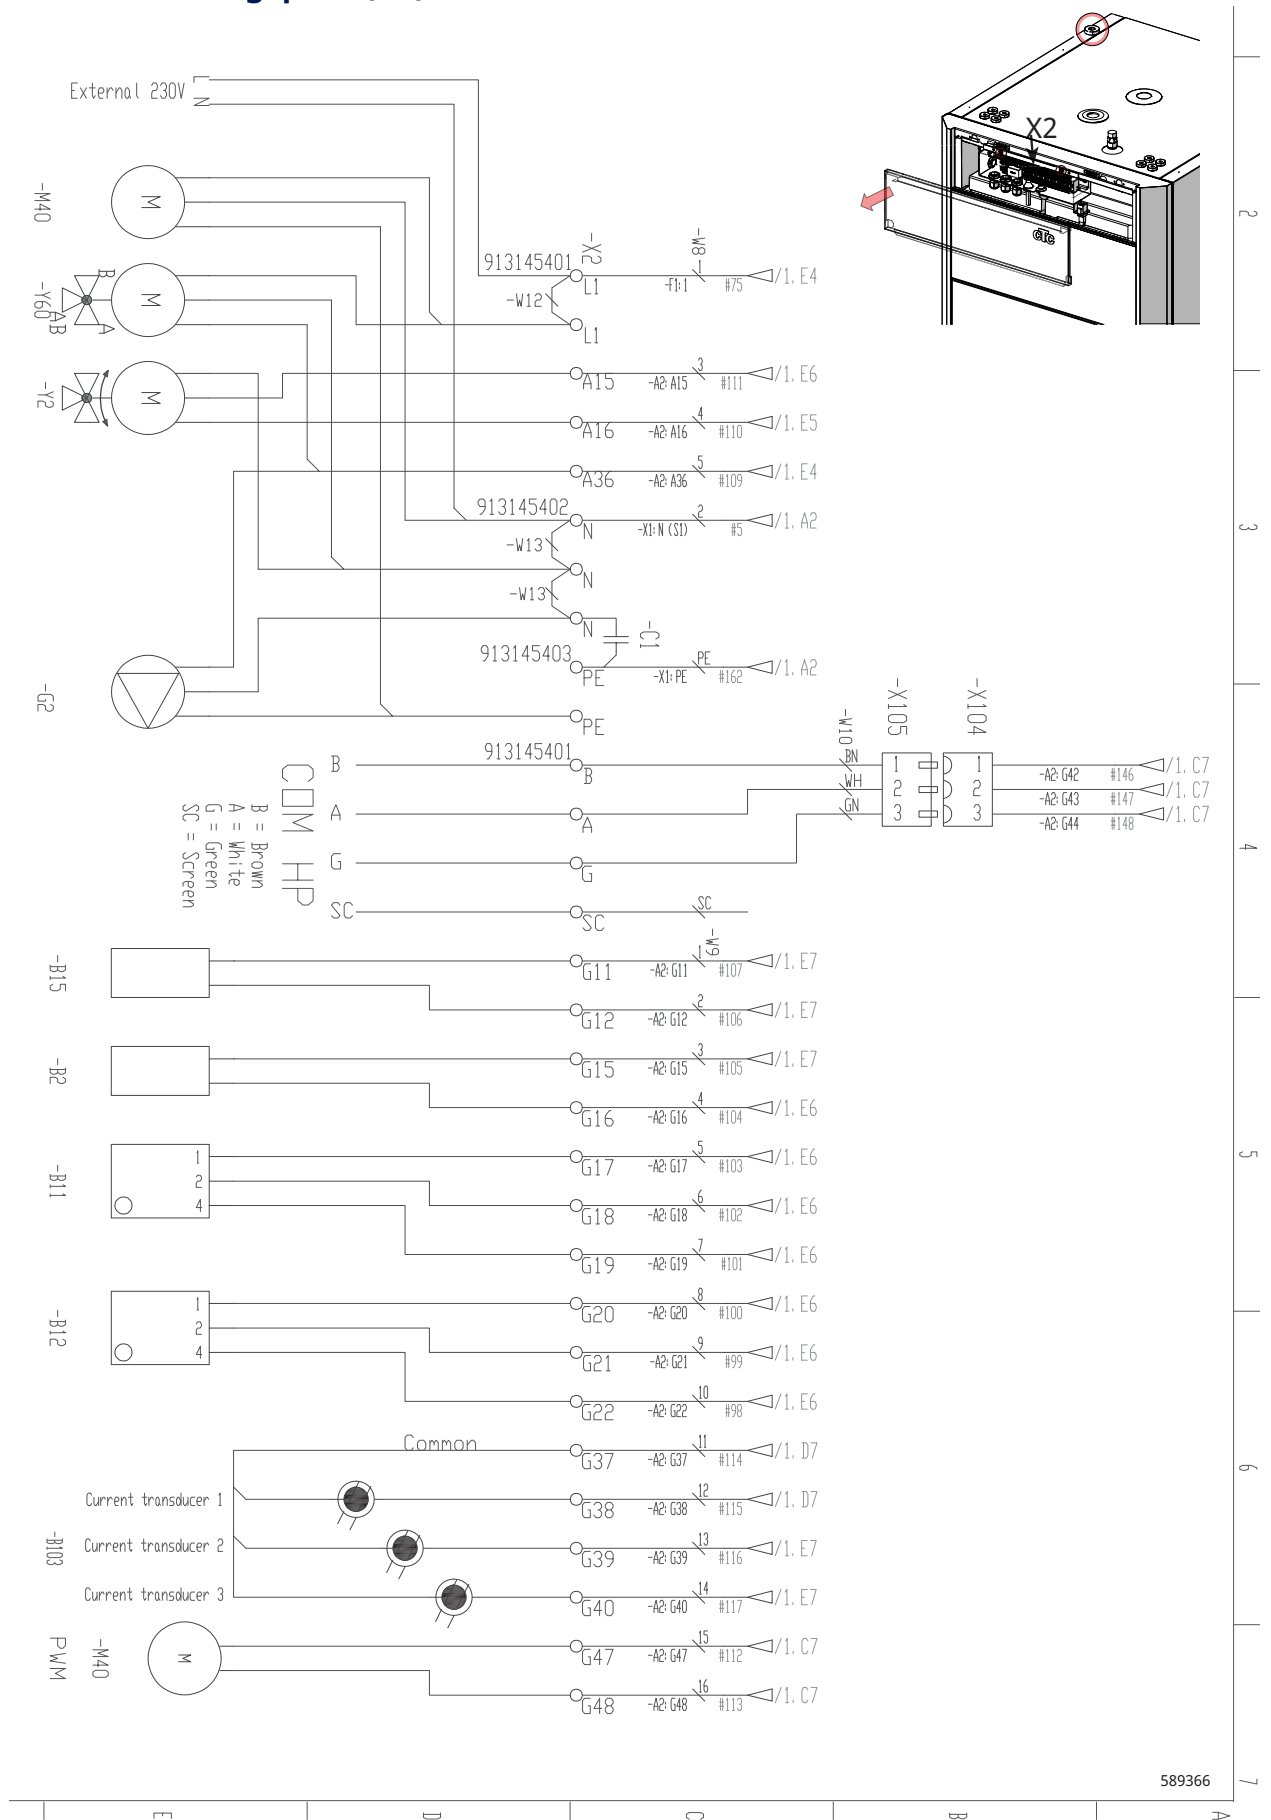 X2
cTc
External 230V L
N
-M40
M
-X2
-W8
913145401
L1
-F1:1
1
#75
/1. E4
-W12
L1
-Y60
B
AB
A
M
A15
-A2: A15
3
#111
/1. E6
-Y2
M
A16
-A2: A16
4
#110
/1. E5
A36
-A2: A36
5
#109
/1. E4
913145402
N
-X1: N (S1)
2
#5
/1. A2
-W13
N
-W13
N
-C1
913145403
PE
-X1: PE
PE
#162
/1. A2
-G2
PE
-W10
-X105
-X104
COM HP
B = Brown
A = White
G = Green
SC = Screen
B
913145401
B
BN
1
1
-A2: G42
#146
/1. C7
A
A
WH
2
2
-A2: G43
#147
/1. C7
G
G
GN
3
3
-A2: G44
#148
/1. C7
SC
SC
SC
-B15
-W9
G11
-A2: G11
1
#107
/1. E7
G12
-A2: G12
2
#106
/1. E7
-B2
G15
-A2: G15
3
#105
/1. E7
G16
-A2: G16
4
#104
/1. E6
-B11
1
2
4
G17
-A2: G17
5
#103
/1. E6
G18
-A2: G18
6
#102
/1. E6
G19
-A2: G19
7
#101
/1. E6
-B12
1
2
4
G20
-A2: G20
8
#100
/1. E6
G21
-A2: G21
9
#99
/1. E6
G22
-A2: G22
10
#98
/1. E6
Common
G37
-A2: G37
11
#114
/1. D7
-B103
Current transducer 1
G38
-A2: G38
12
#115
/1. D7
Current transducer 2
G39
-A2: G39
13
#116
/1. E7
Current transducer 3
G40
-A2: G40
14
#117
/1. E7
PWM
-M40
M
G47
-A2: G47
15
#112
/1. C7
G48
-A2: G48
16
#113
/1. C7
2
3
4
5
6
7
589366
E
D
C
B
A